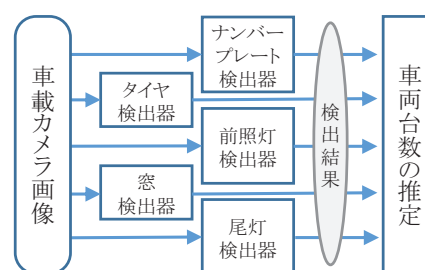 車載カメラ画像
ナンバー
プレート
検出器
タイヤ
検出器
前照灯
検出器
窓
検出器
尾灯
検出器
検出結果
車両台数の推定